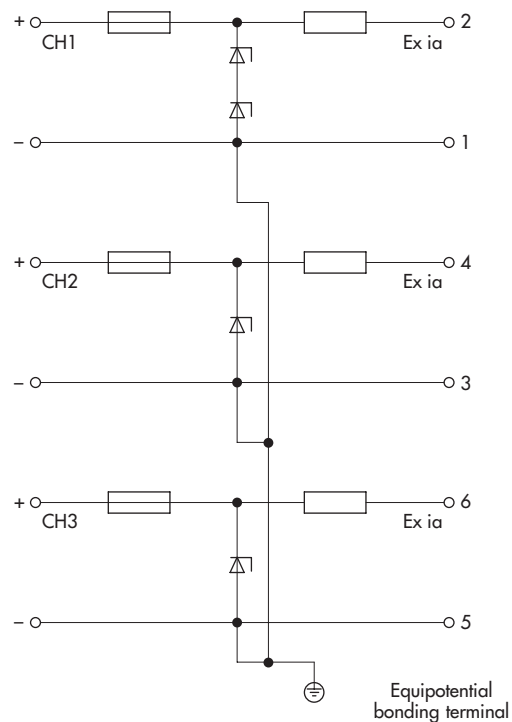 + CH1 Ex ia 2
– 1
+ CH2 Ex ia 4
– 3
+ CH3 Ex ia 6
– 5
Equipotential
bonding terminal